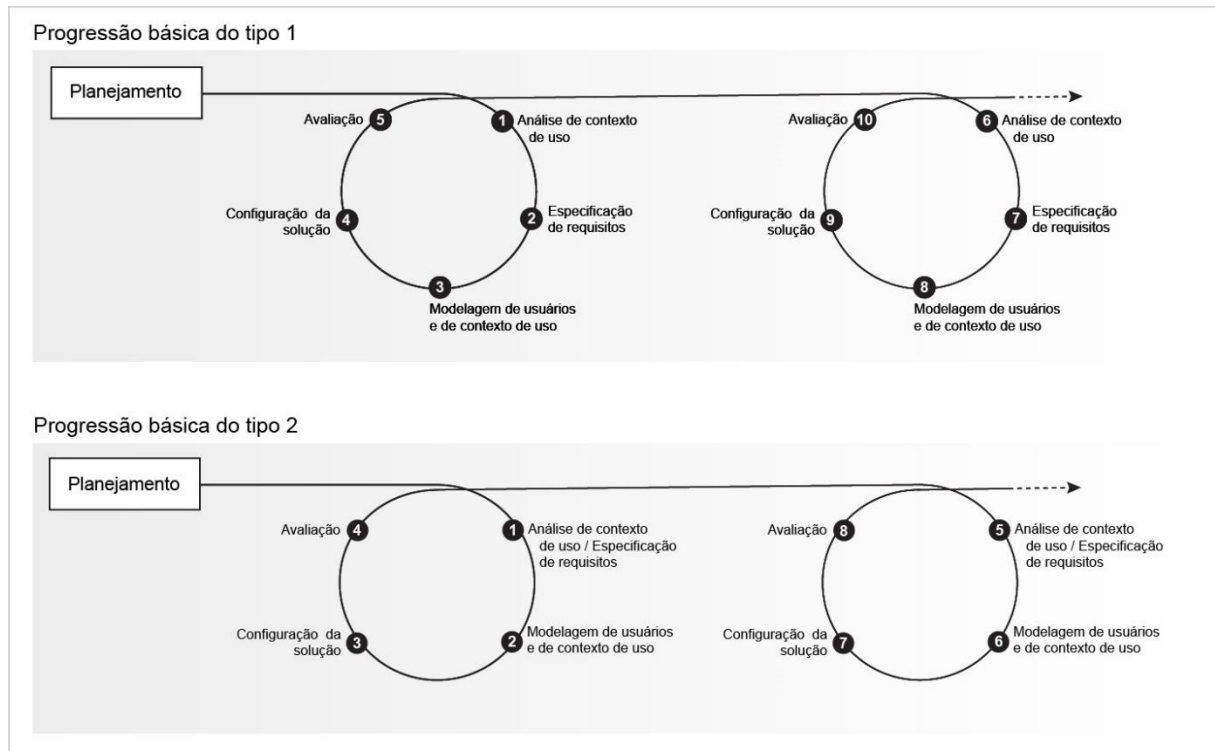 Progressão básica do tipo 1
Planejamento
Avaliação
5
1
Análise de contexto
de uso
Configuração da
solução
4
2
Especificação
de requisitos
3
Modelagem de usuários
e de contexto de uso
Avaliação
10
6
Análise de contexto
de uso
Configuração da
solução
9
7
Especificação
de requisitos
8
Modelagem de usuários
e de contexto de uso
Progressão básica do tipo 2
Planejamento
Avaliação
4
1
Análise de contexto
de uso / Especificação
de requisitos
Configuração da
solução
3
2
Modelagem de usuários
e de contexto de uso
Avaliação
8
5
Análise de contexto
de uso / Especificação
de requisitos
Configuração da
solução
7
6
Modelagem de usuários
e de contexto de uso